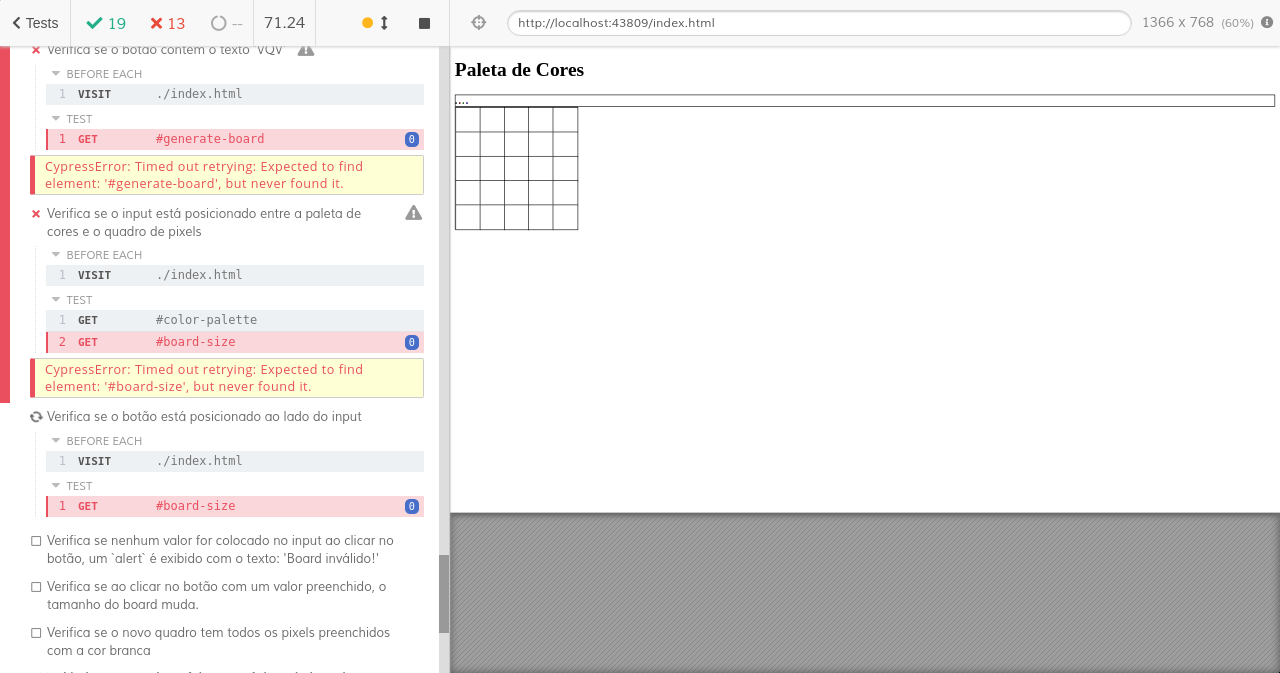 Tests 19 13 -- 71.24 http://localhost:43809/index.html 1366 x 768 (60%)
Verifica se o botão contém o texto 'VQV'
BEFORE EACH
1 VISIT ./index.html
TEST
1 GET #generate-board 0
CypressError: Timed out retrying: Expected to find
element: '#generate-board', but never found it.
Verifica se o input está posicionado entre a paleta de
cores e o quadro de pixels
BEFORE EACH
1 VISIT ./index.html
TEST
1 GET #color-palette
2 GET #board-size 0
CypressError: Timed out retrying: Expected to find
element: '#board-size', but never found it.
Verifica se o botão está posicionado ao lado do input
BEFORE EACH
1 VISIT ./index.html
TEST
1 GET #board-size 0
Verifica se nenhum valor for colocado no input ao clicar no
botão, um `alert` é exibido com o texto: 'Board inválido!'
Verifica se ao clicar no botão com um valor preenchido, o
tamanho do board muda.
Verifica se o novo quadro tem todos os pixels preenchidos
com a cor branca
Paleta de Cores
....